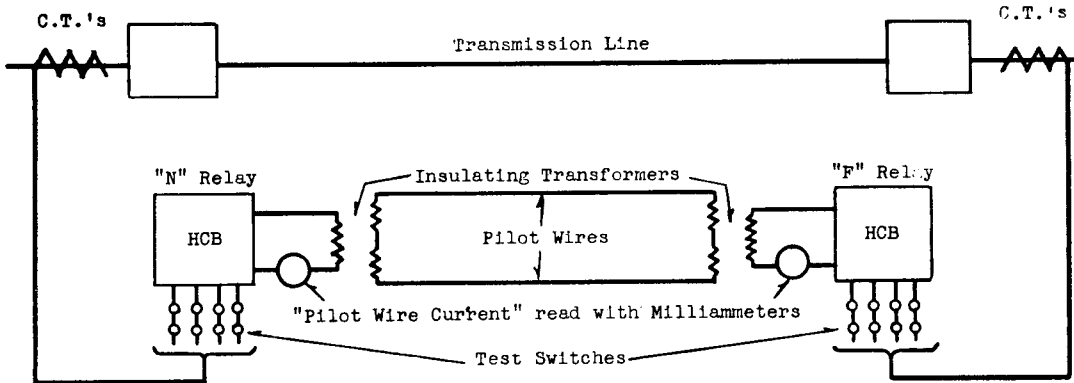 C.T.'s
C.T.'s
Transmission Line
"N" Relay
Insulating Transformers
"F" Relay
HCB
Pilot Wires
HCB
"Pilot Wire Current" read with Milliammeters
Test Switches